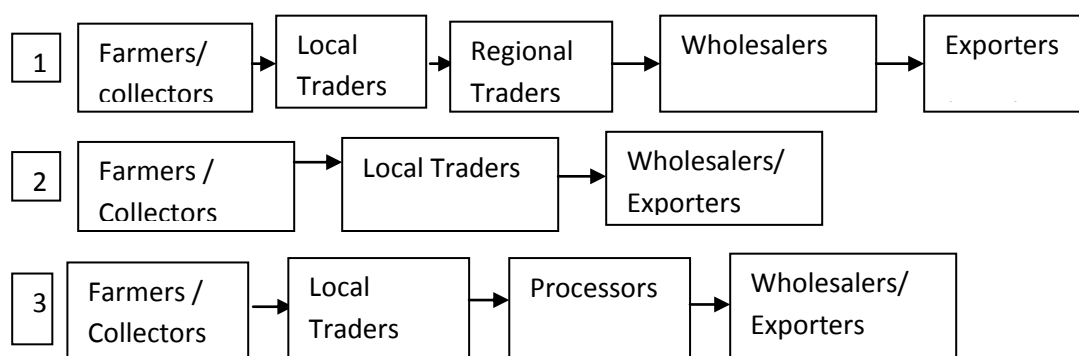 1
Farmers/
collectors
Local
Traders
Regional
Traders
Wholesalers
Exporters
2
Farmers /
Collectors
Local Traders
Wholesalers/
Exporters
3
Farmers /
Collectors
Local
Traders
Processors
Wholesalers/
Exporters